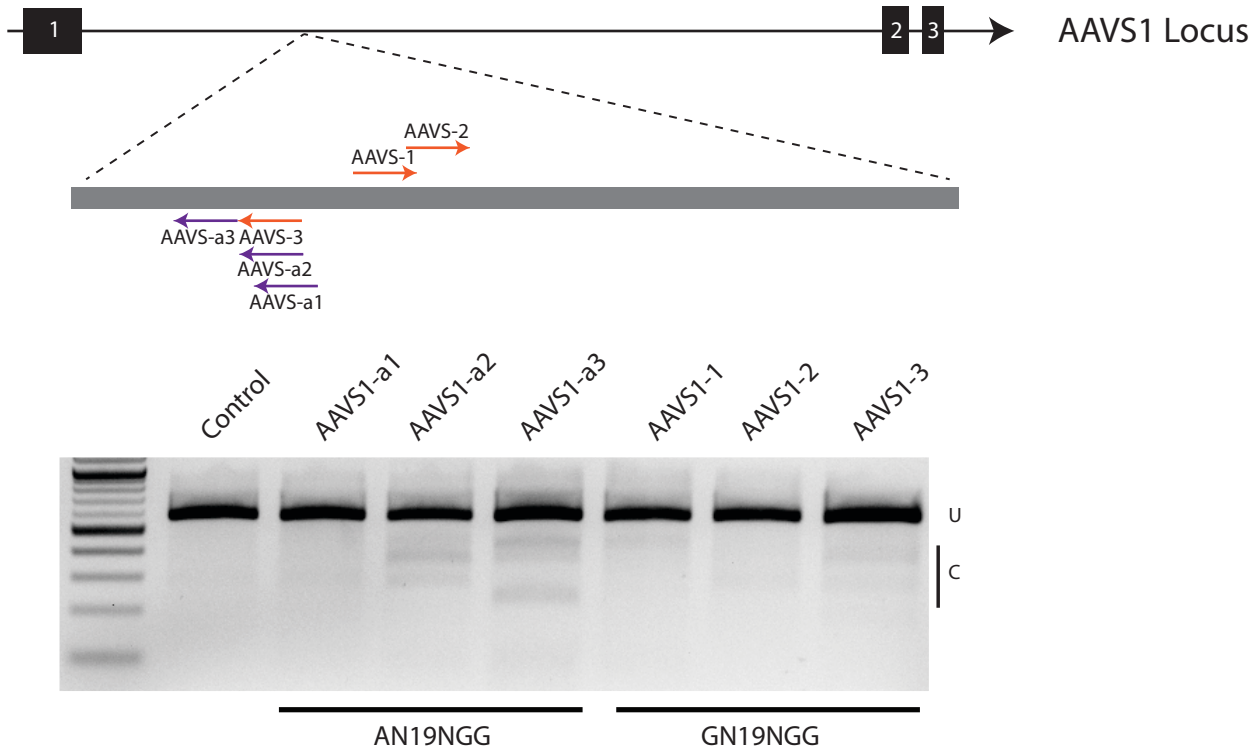 1
2
3
AAVS1 Locus
AAVS-2
AAVS-1
AAVS-a3
AAVS-3
AAVS-a2
AAVS-a1
Control
AAVS1-a1
AAVS1-a2
AAVS1-a3
AAVS1-1
AAVS1-2
AAVS1-3
U
C
AN19NGG
GN19NGG